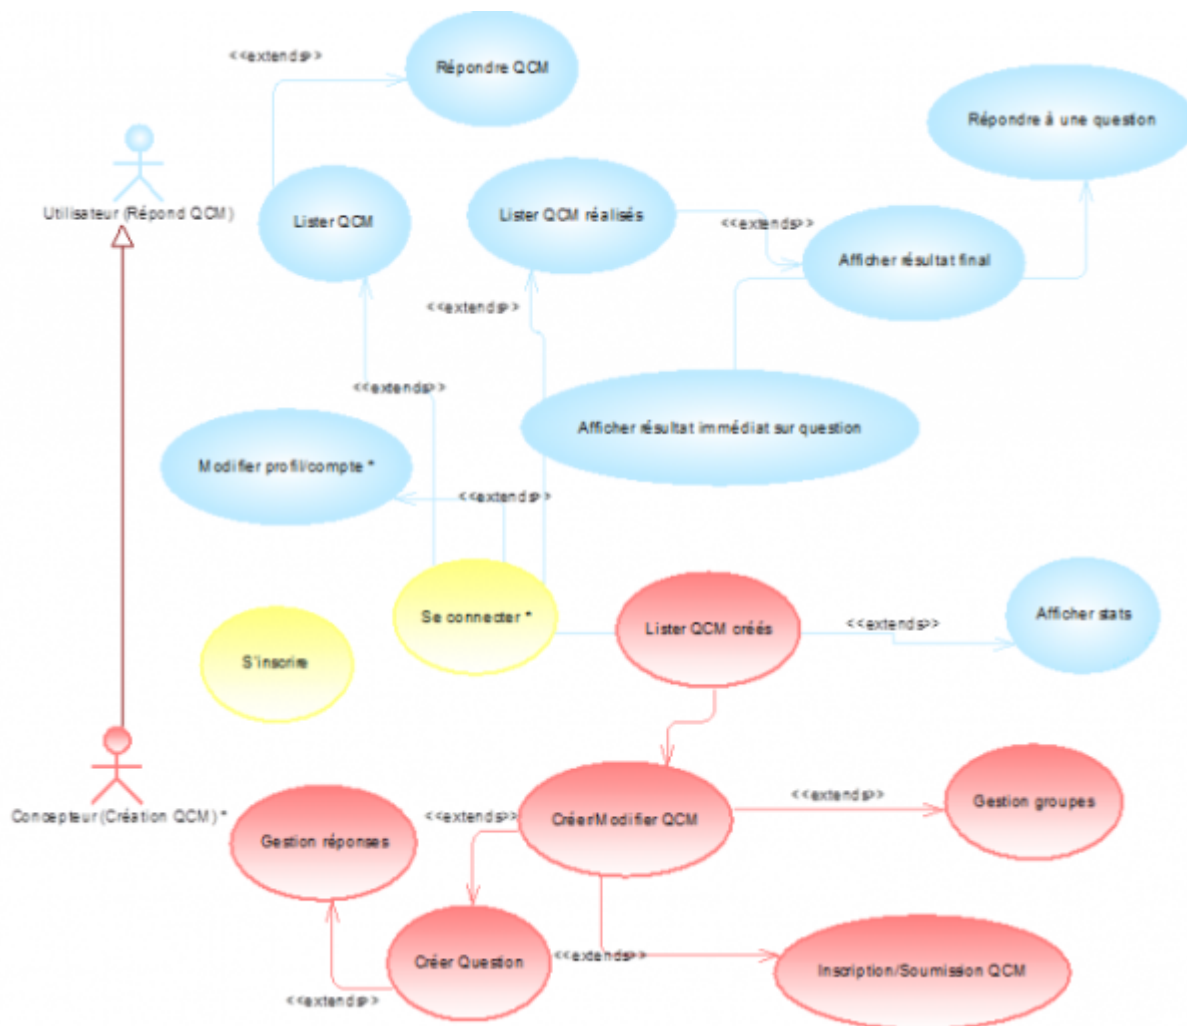 <<extends>>
Répondre QCM
Répondre à une question
Utilisateur (Répond QCM)
Lister QCM
Lister QCM réalisés
<<extends>>
Afficher résultat final
<<extends>>
<<extends>>
Afficher résultat immédiat sur question
Modifier profil/compte *
<<extends>>
Se connecter *
Lister QCM créés
<<extends>>
Afficher stats
S'inscrire
Concepteur (Création QCM) *
Gestion réponses
<<extends>>
Créer/Modifier QCM
<<extends>>
Gestion groupes
Créer Question
<<extends>>
Inscription/Soumission QCM
<<extends>>